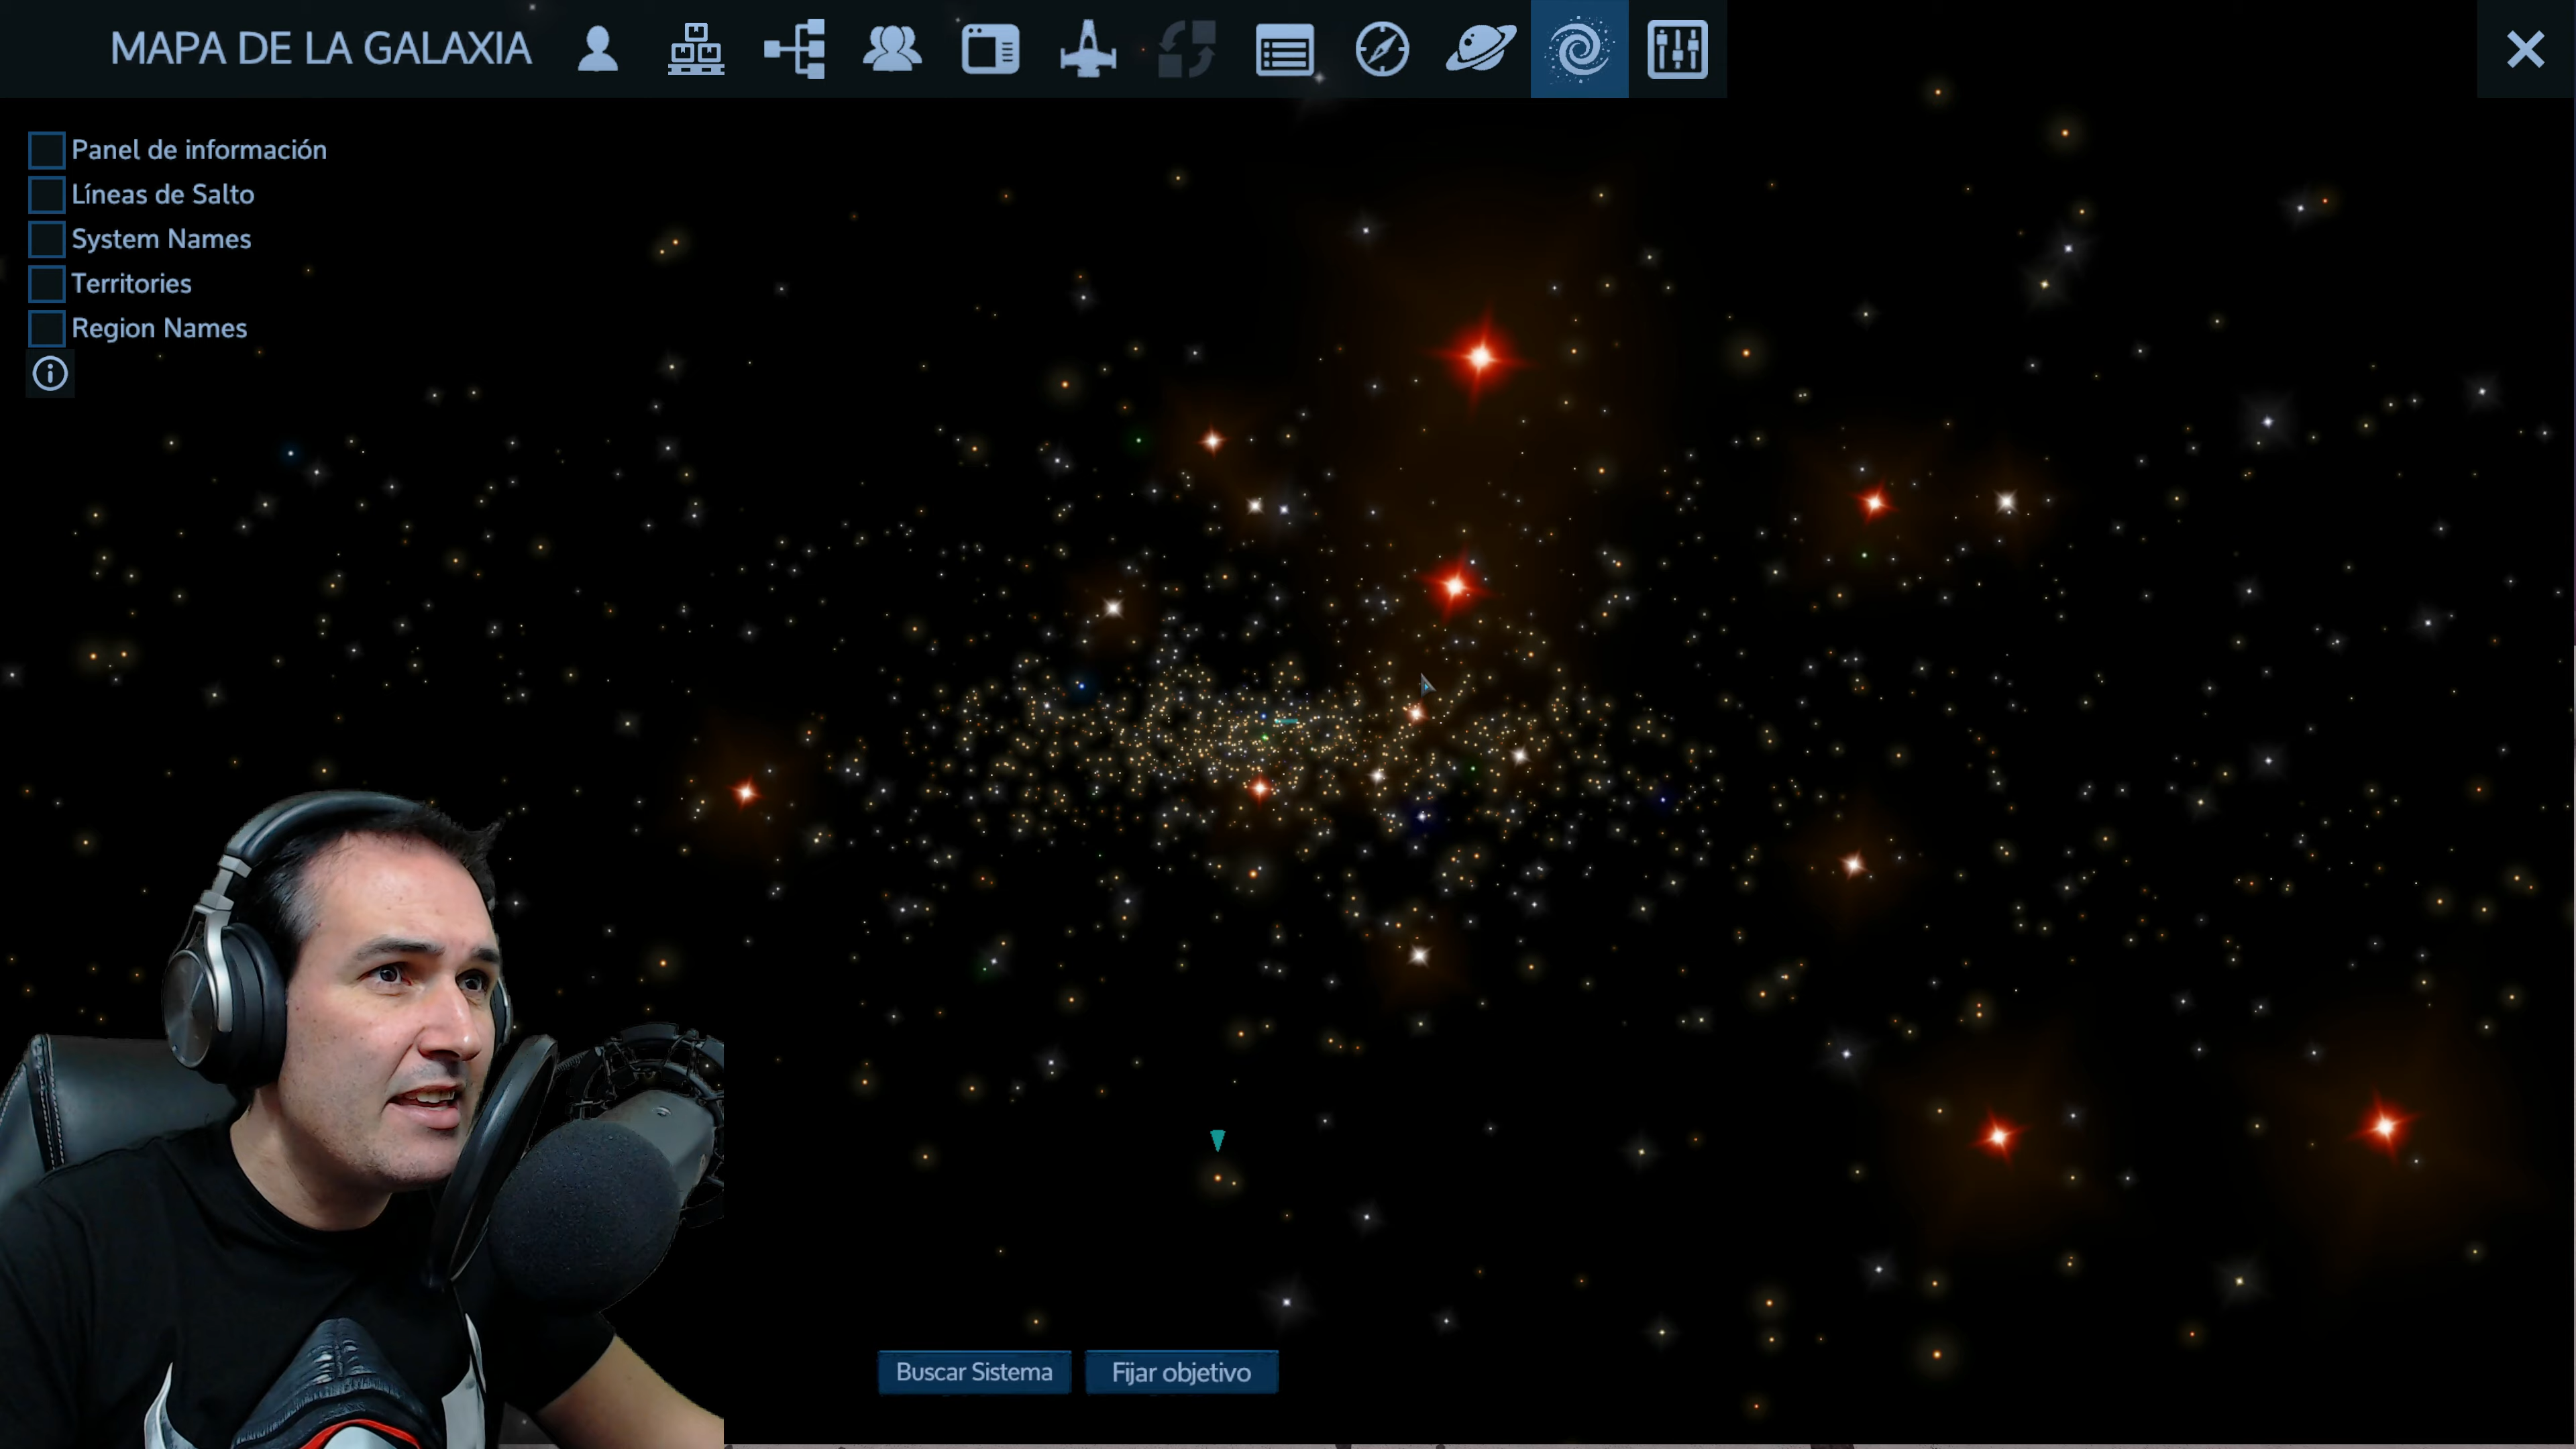 MAPA DE LA GALAXIA
Panel de información
Líneas de Salto
System Names
Territories
Region Names
Buscar Sistema
Fijar objetivo